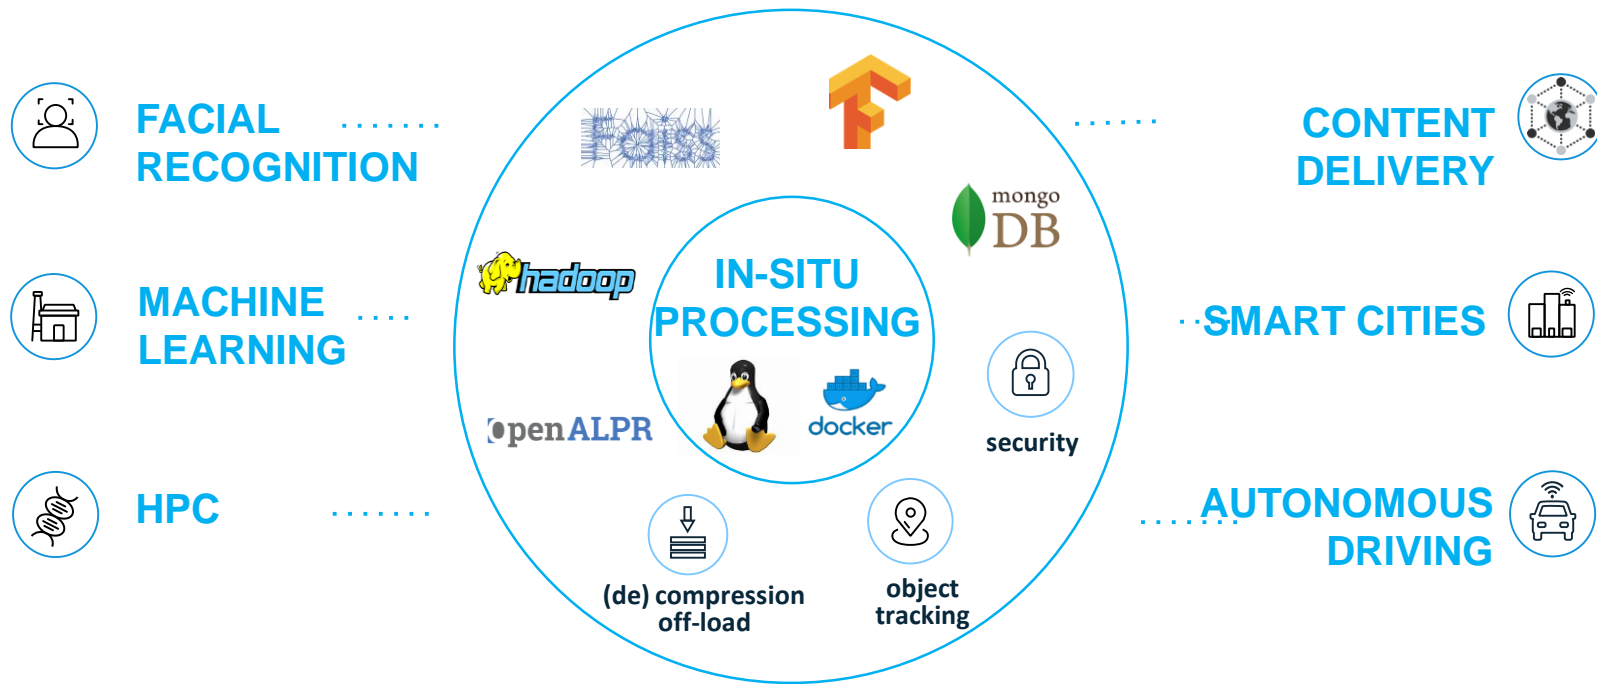 FACIAL
RECOGNITION
MACHINE
LEARNING
HPC
Faiss
mongo
DB
hadoop
IN-SITU
PROCESSING
docker
openALPR
security
(de) compression
off-load
object
tracking
CONTENT
DELIVERY
SMART CITIES
AUTONOMOUS
DRIVING